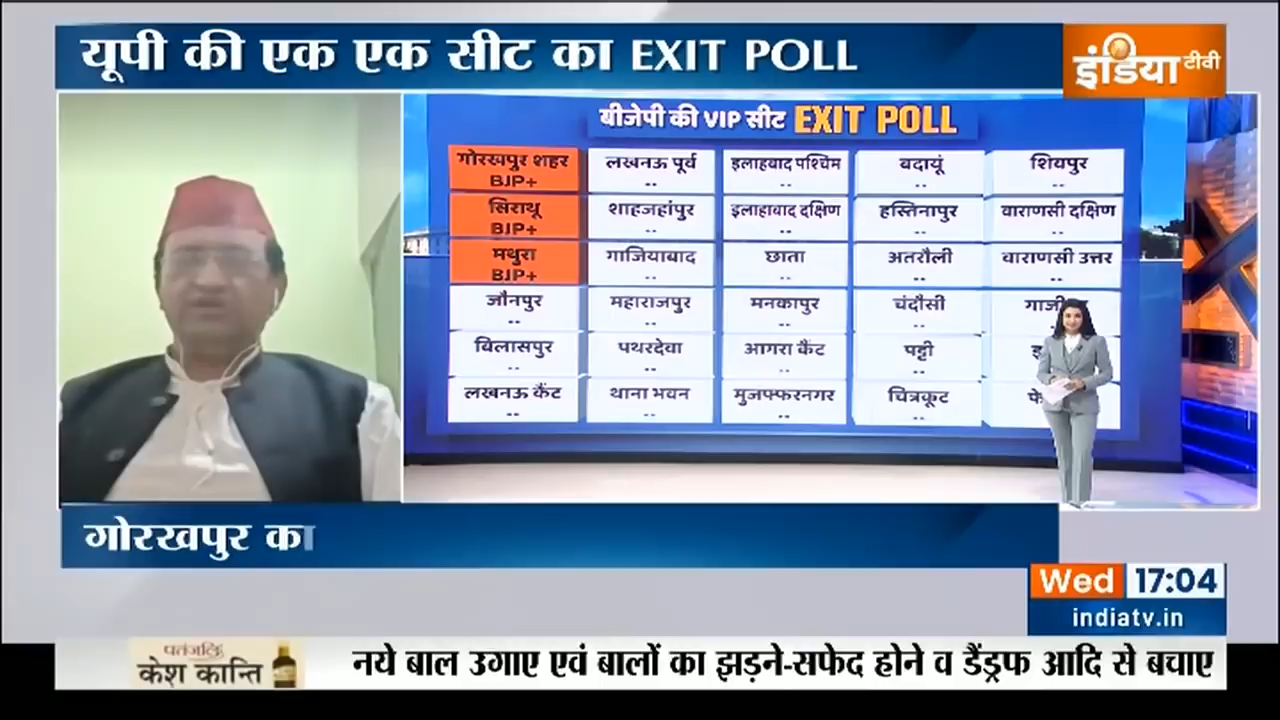 यूपी की एक एक सीट का EXIT POLL
इंडिया टीवी
बीजेपी की VIP सीट EXIT POLL
गोरखपुर शहर
BJP+
लखनऊ पूर्व
--
इलाहबाद पश्चिम
--
बदायूं
--
शिवपुर
--
सिराथू
BJP+
शाहजहांपुर
--
इलाहाबाद दक्षिण
--
हस्तिनापुर
--
वाराणसी दक्षिण
--
मथुरा
BJP+
गाजियाबाद
--
छाता
--
अतरौली
--
वाराणसी उत्तर
--
जौनपुर
--
महाराजपुर
--
मनकापुर
--
चंदौसी
--
बिलासपुर
--
पथरदेवा
--
आगरा कैंट
--
पट्टी
--
लखनऊ कैंट
--
थाना भवन
--
मुजफ्फरनगर
--
चित्रकूट
--
गोरखपुर का
Wed 17:04
indiatv.in
पतंजलि
केश कान्ति
नये बाल उगाए एवं बालों का झड़ने-सफेद होने व डैंड्रफ आदि से बचाए